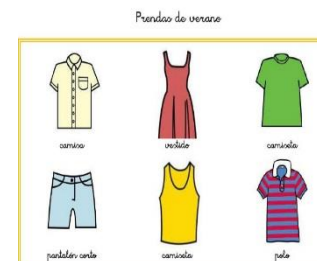 Prendas de verano
camisa
vestido
camiseta
pantalón corto
camiseta
polo